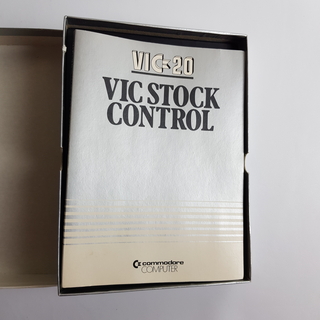 VIC-20
VIC STOCK
CONTROL
commodore
COMPUTER